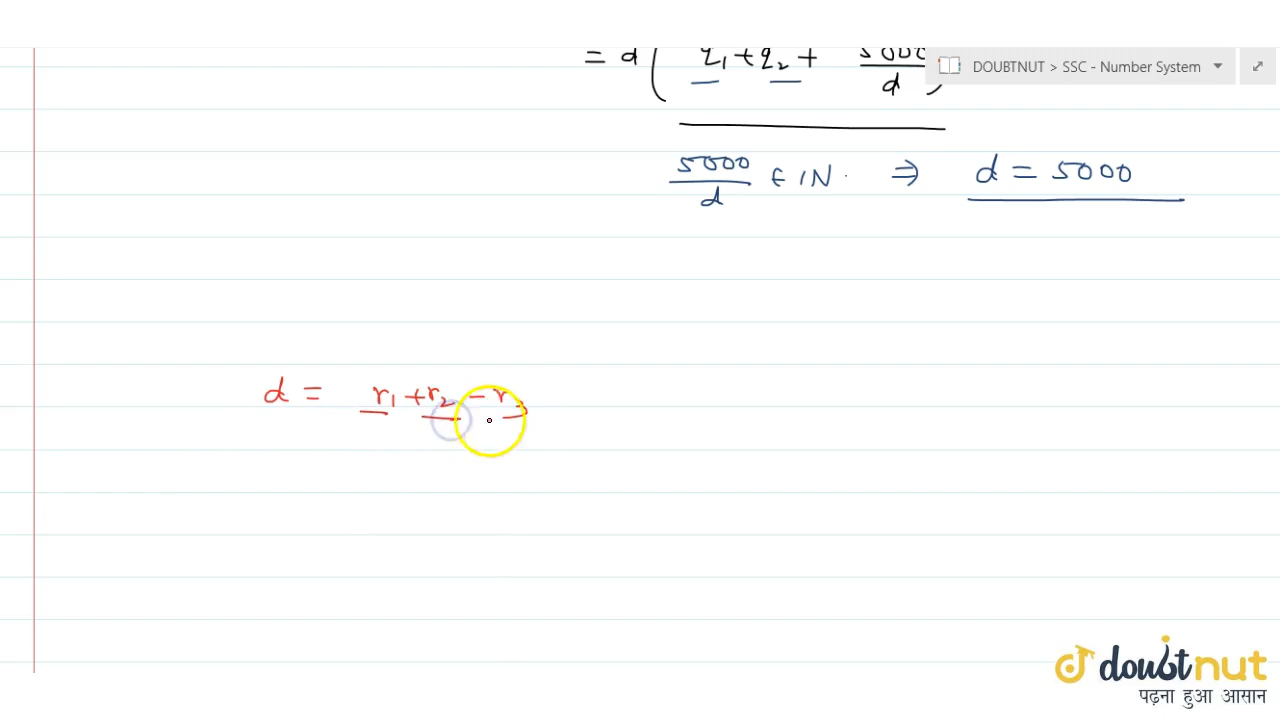 = d ( q₁ + q₂ + 5000/d )
DOUBTNUT > SSC - Number System
5000/d ∈ IN. ⇒ d = 5000
d = r₁ + r₂ - r₃
doubtnut
पढ़ना हुआ आसान